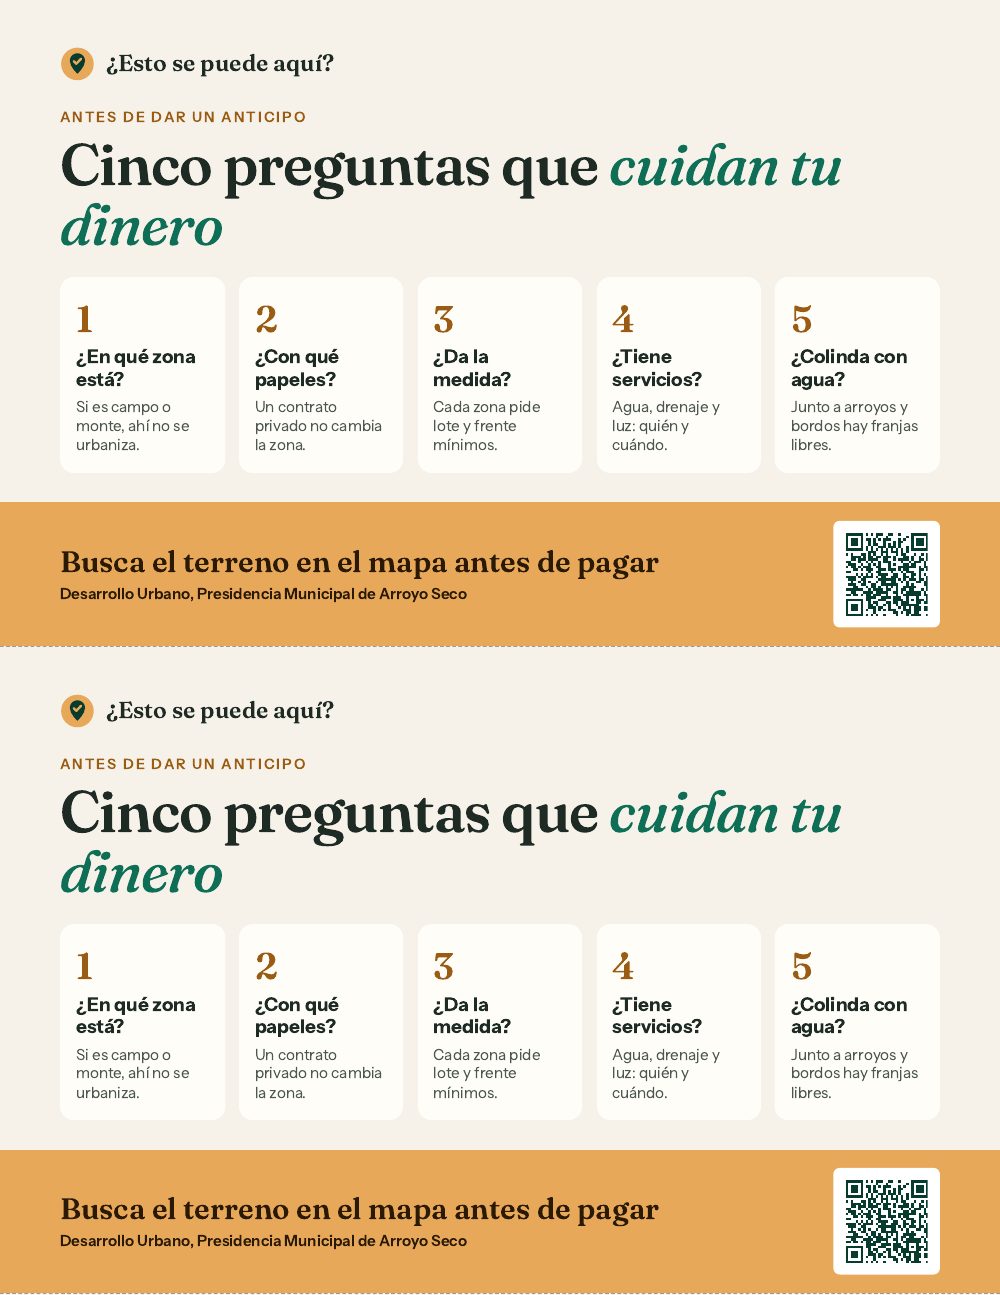 ¿Esto se puede aquí?
ANTES DE DAR UN ANTICIPO
Cinco preguntas que cuidan tu
dinero
1
¿En qué zona
está?
Si es campo o
monte, ahí no se
urbaniza.
2
¿Con qué
papeles?
Un contrato
privado no cambia
la zona.
3
¿Da la
medida?
Cada zona pide
lote y frente
mínimos.
4
¿Tiene
servicios?
Agua, drenaje y
luz: quién y
cuándo.
5
¿Colinda con
agua?
Junto a arroyos y
bordos hay franjas
libres.
Busca el terreno en el mapa antes de pagar
Desarrollo Urbano, Presidencia Municipal de Arroyo Seco
¿Esto se puede aquí?
ANTES DE DAR UN ANTICIPO
Cinco preguntas que cuidan tu
dinero
1
¿En qué zona
está?
Si es campo o
monte, ahí no se
urbaniza.
2
¿Con qué
papeles?
Un contrato
privado no cambia
la zona.
3
¿Da la
medida?
Cada zona pide
lote y frente
mínimos.
4
¿Tiene
servicios?
Agua, drenaje y
luz: quién y
cuándo.
5
¿Colinda con
agua?
Junto a arroyos y
bordos hay franjas
libres.
Busca el terreno en el mapa antes de pagar
Desarrollo Urbano, Presidencia Municipal de Arroyo Seco